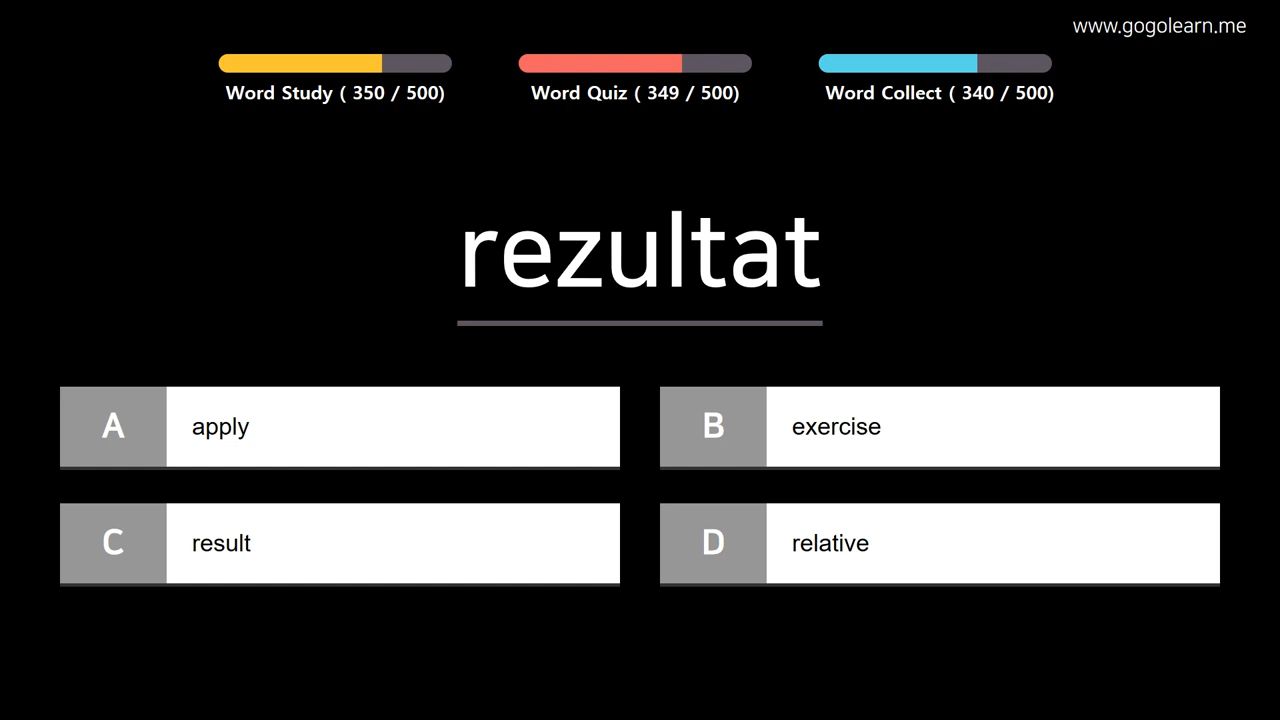 www.gogolearn.me
Word Study ( 350 / 500)
Word Quiz ( 349 / 500)
Word Collect ( 340 / 500)
rezultat
A apply
B exercise
C result
D relative